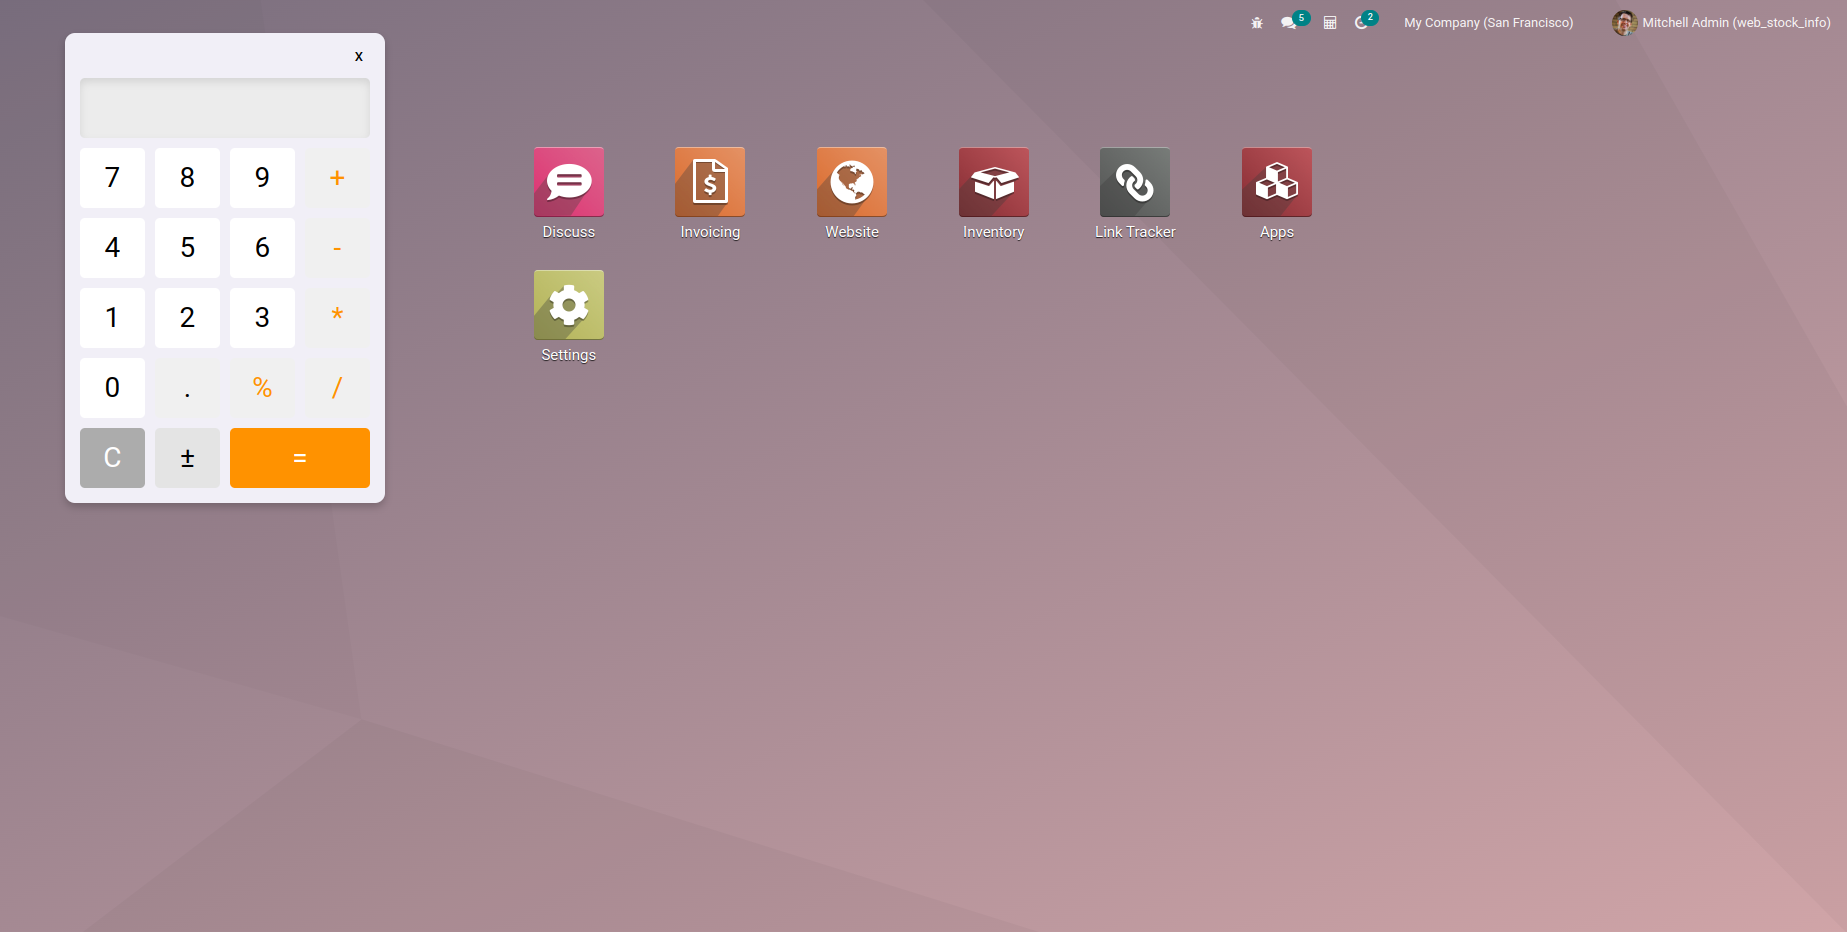 5 2 My Company (San Francisco) Mitchell Admin (web_stock_info)
x
7 8 9 +
4 5 6 -
1 2 3 *
0 . % /
C ± =
$
Discuss Invoicing Website Inventory Link Tracker Apps
Settings